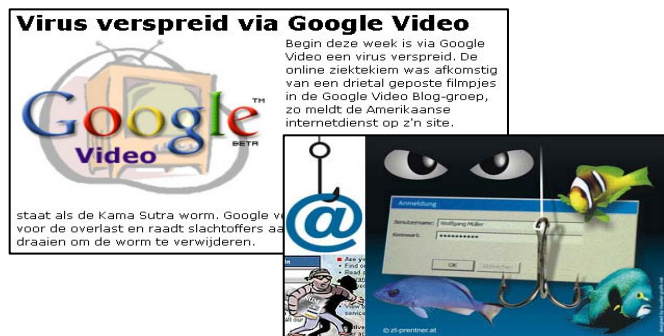 Virus verspreid via Google Video
Begin deze week is via Google
Video een virus verspreid. De
online ziektekiem was afkomstig
van een drietal geposte filmpjes
in de Google Video Blog-groep,
zo meldt de Amerikaanse
internetdienst op z'n site.
Google TM
Video BETA
staat als de Kama Sutra worm. Google
voor de overlast en raadt slachtoffers
draaien om de worm te verwijderen.
@
Anmeldung
Benutzername: Wolfgang Müller
Kennwort: **********
OK Abbrechen
© zt-prentner.at